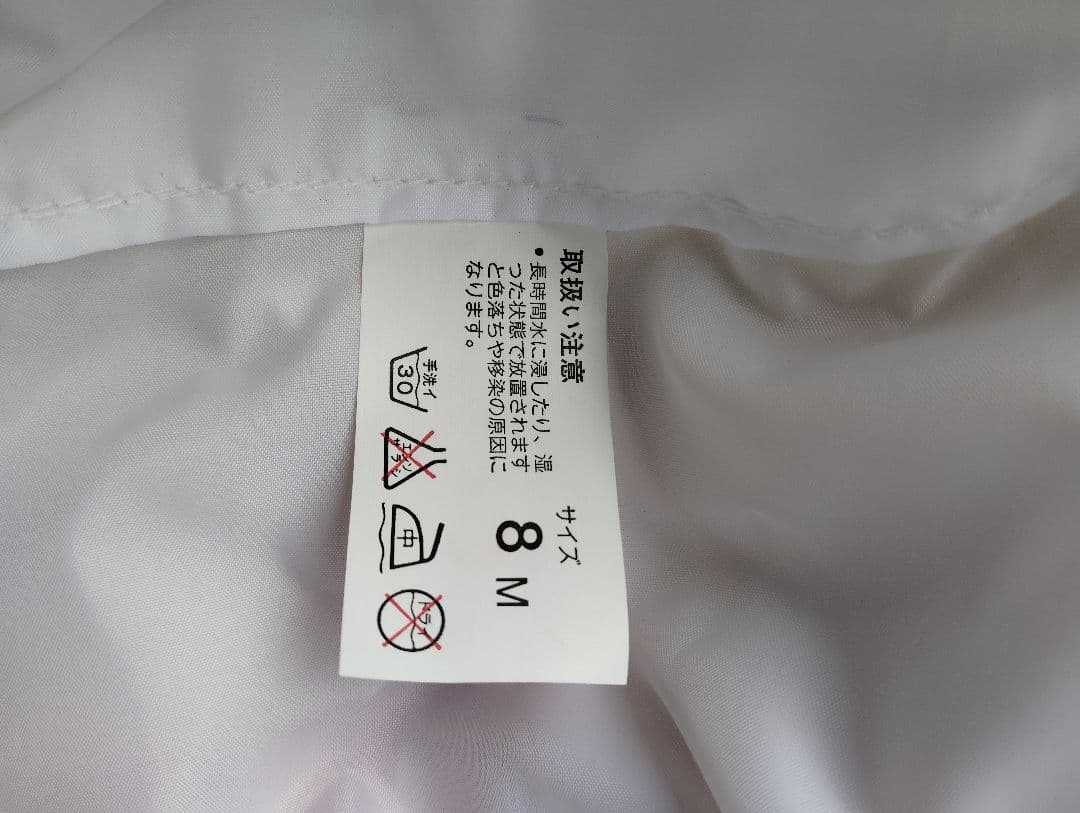 取扱い注意
・長時間水に浸したり、湿
った状態で放置されます
と色落ちや移染の原因に
なります。
サイズ
8 M
手洗イ
30
エンソ
サラシ
中
ドライ